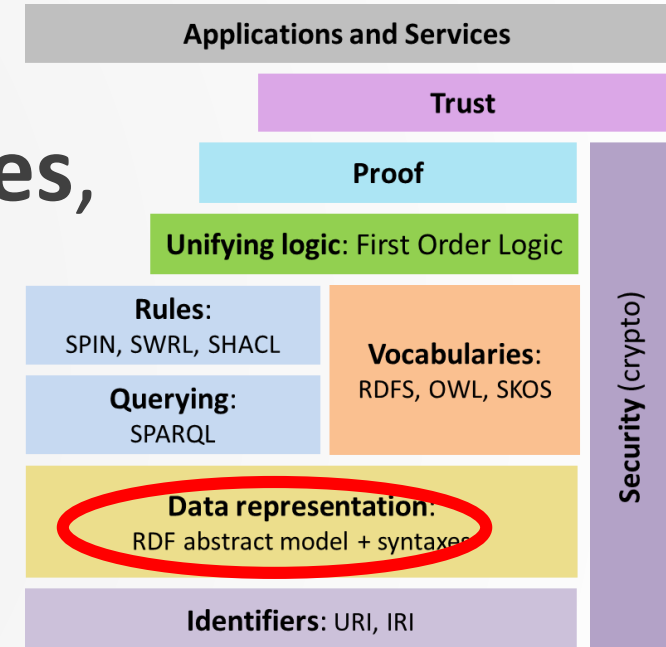 Applications and Services
Trust
es,
Proof
Unifying logic: First Order Logic
Rules:
SPIN, SWRL, SHACL
Vocabularies:
RDFS, OWL, SKOS
Querying:
SPARQL
Security (crypto)
Data representation:
RDF abstract model + syntaxes
Identifiers: URI, IRI